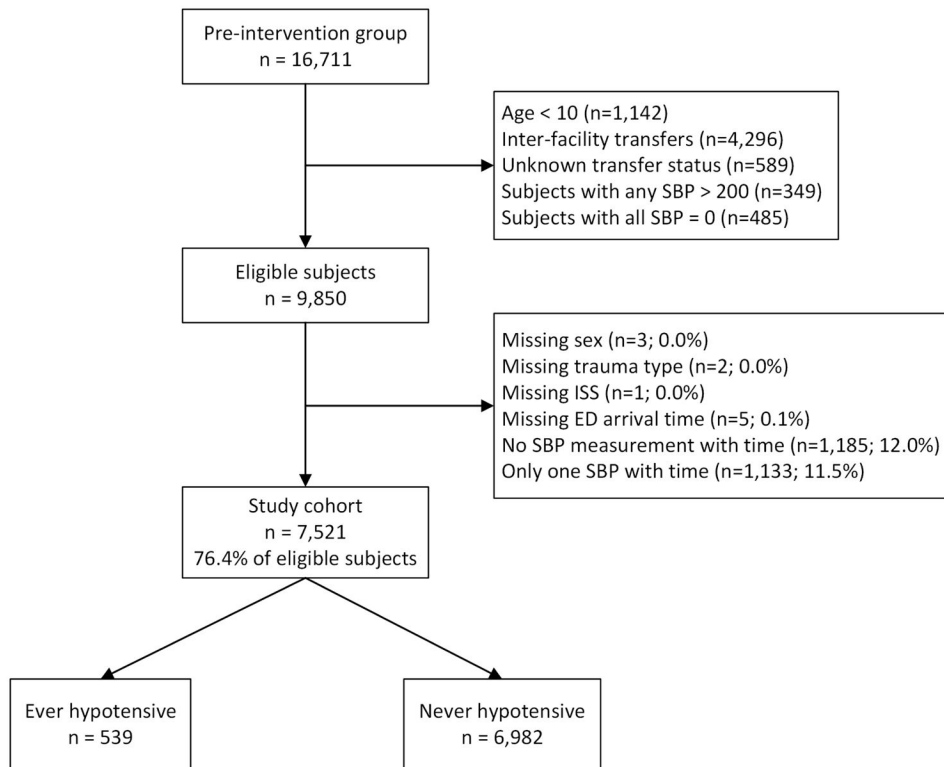 Pre-intervention group
n = 16,711
Age < 10 (n=1,142)
Inter-facility transfers (n=4,296)
Unknown transfer status (n=589)
Subjects with any SBP > 200 (n=349)
Subjects with all SBP = 0 (n=485)
Eligible subjects
n = 9,850
Missing sex (n=3; 0.0%)
Missing trauma type (n=2; 0.0%)
Missing ISS (n=1; 0.0%)
Missing ED arrival time (n=5; 0.1%)
No SBP measurement with time (n=1,185; 12.0%)
Only one SBP with time (n=1,133; 11.5%)
Study cohort
n = 7,521
76.4% of eligible subjects
Ever hypotensive
n = 539
Never hypotensive
n = 6,982